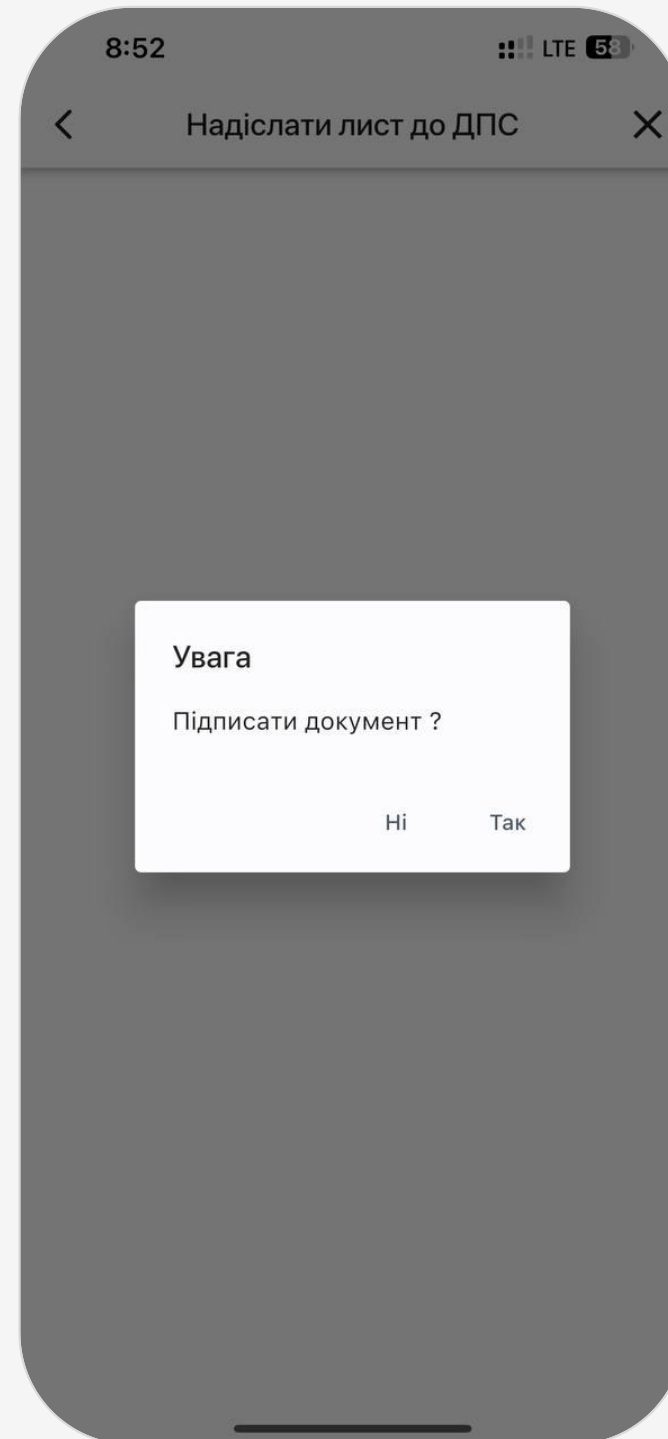 8:52 LTE 58
Надіслати лист до ДПС
Увага
Підписати документ ?
Ні Так